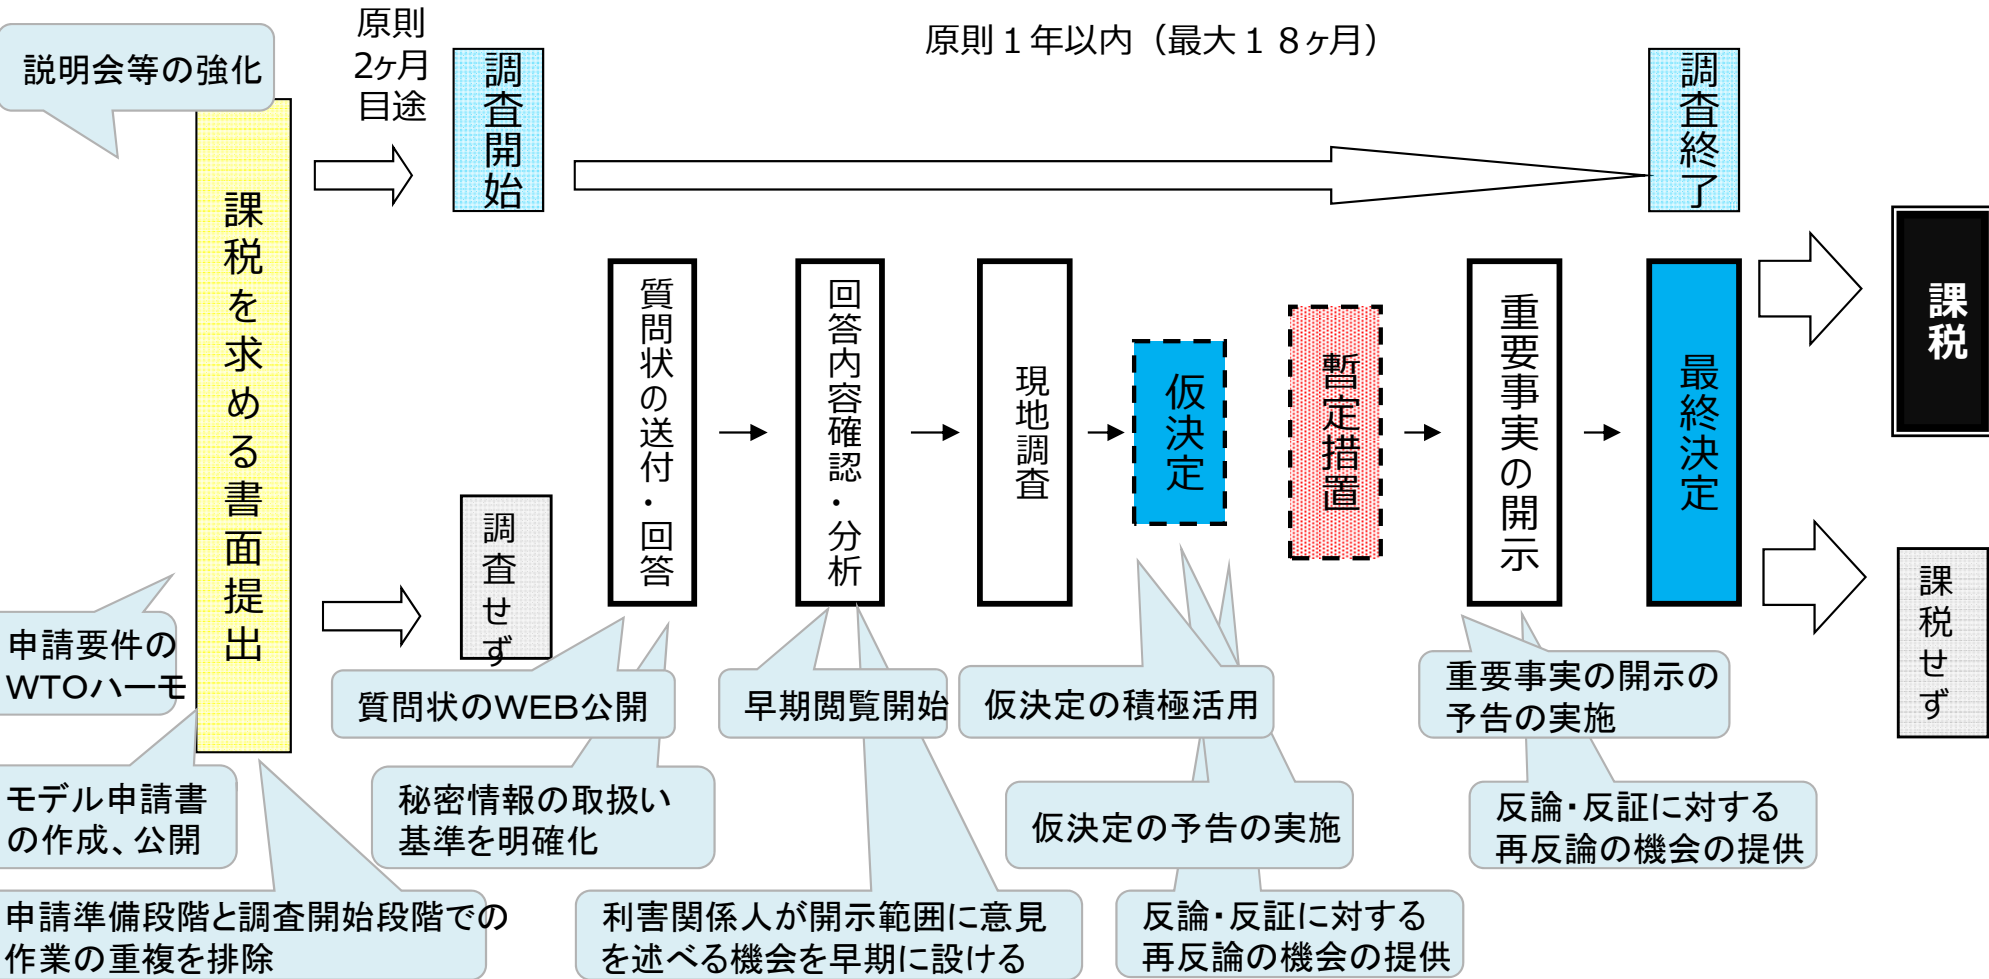 説明会等の強化
原則
2ヶ月
目途
原則１年以内（最大１８ヶ月）
調査開始
調査終了
課税を求める書面提出
調査せず
質問状の送付・回答
回答内容確認・分析
現地調査
仮決定
暫定措置
重要事実の開示
最終決定
課税
課税せず
申請要件の
WTOハーモ
モデル申請書
の作成、公開
申請準備段階と調査開始段階での
作業の重複を排除
質問状のWEB公開
秘密情報の取扱い
基準を明確化
早期閲覧開始
利害関係人が開示範囲に意見
を述べる機会を早期に設ける
仮決定の積極活用
仮決定の予告の実施
反論・反証に対する
再反論の機会の提供
重要事実の開示の
予告の実施
反論・反証に対する
再反論の機会の提供